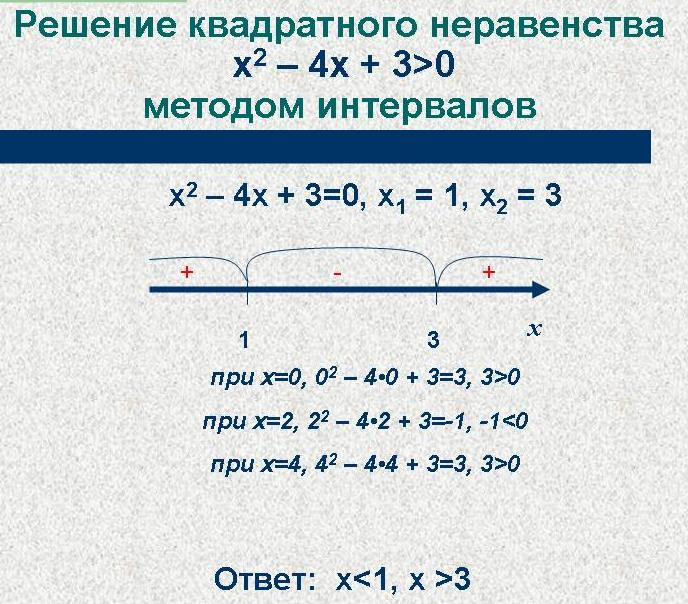 Решение квадратного неравенства
x² – 4x + 3>0
методом интервалов
x² – 4x + 3=0, x₁ = 1, x₂ = 3
+ - +
1 3 x
при x=0, 0² – 4•0 + 3=3, 3>0
при x=2, 2² – 4•2 + 3=-1, -1<0
при x=4, 4² – 4•4 + 3=3, 3>0
Ответ: x<1, x >3